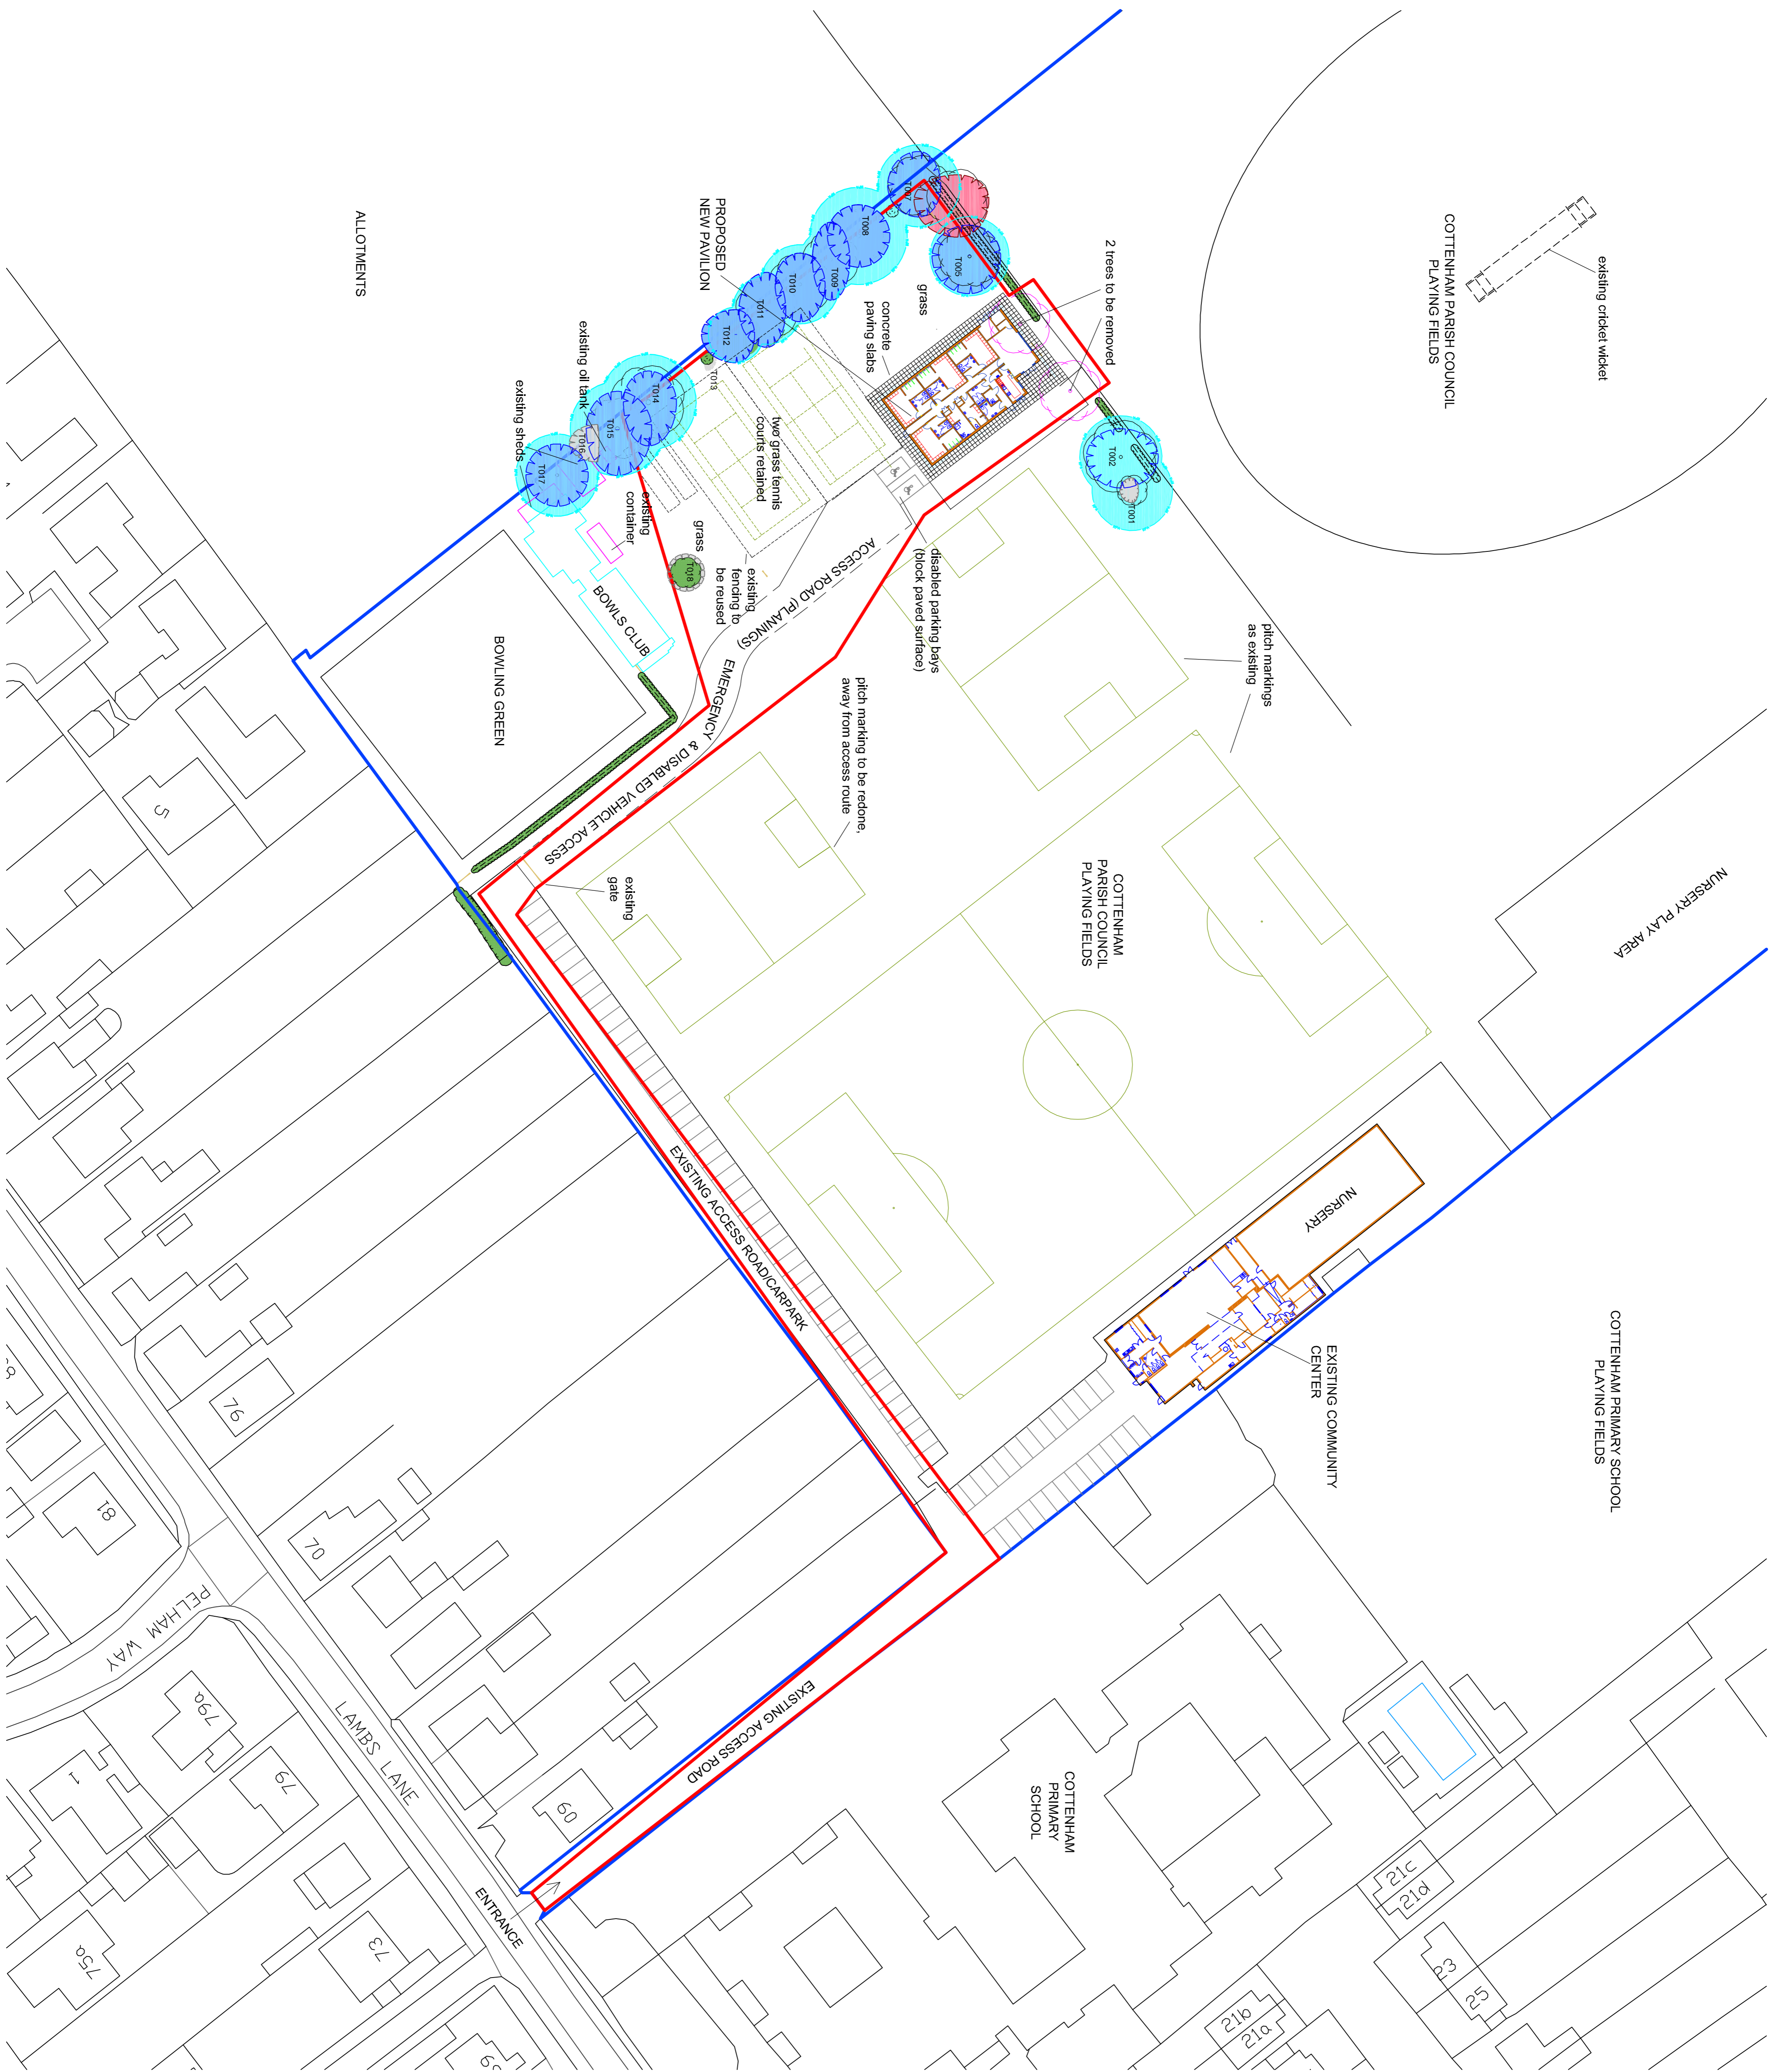 existing cricket wicket
COTTENHAM PARISH COUNCIL
PLAYING FIELDS
2 trees to be removed
grass
concrete
paving slabs
PROPOSED
NEW PAVILION
ALLOTMENTS
T007
T005
T008
T009
T010
T011
T012
T013
T014
T015
T016
T017
T018
T002
T001
existing oil tank
existing sheds
two grass tennis
courts retained
existing
container
grass
existing
fencing to
be reused
disabled parking bays
(block paved surface)
ACCESS ROAD (PLANINGS)
EMERGENCY & DISABLED VEHICLE ACCESS
BOWLS CLUB
BOWLING GREEN
pitch markings
as existing
pitch marking to be redone,
away from access route
existing
gate
COTTENHAM
PARISH COUNCIL
PLAYING FIELDS
NURSERY PLAY AREA
NURSERY
EXISTING COMMUNITY
CENTER
COTTENHAM PRIMARY SCHOOL
PLAYING FIELDS
EXISTING ACCESS ROAD/CARPARK
EXISTING ACCESS ROAD
COTTENHAM
PRIMARY
SCHOOL
ENTRANCE
LAMBS LANE
PELHAM WAY
5
76
70
60
81
79a
79
1
75a
73
21c
21d
23
25
21b
21a